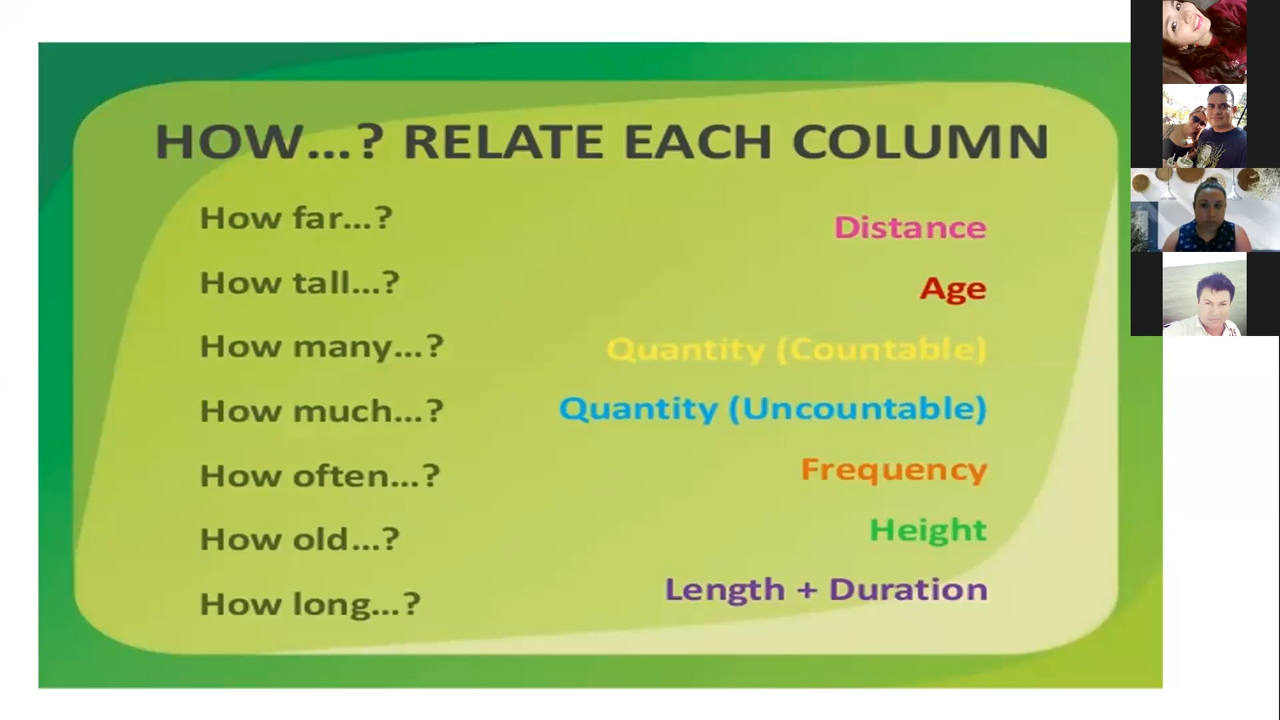 HOW...? RELATE EACH COLUMN
How far...?
Distance
How tall...?
Age
How many...?
Quantity (Countable)
How much...?
Quantity (Uncountable)
How often...?
Frequency
How old...?
Height
How long...?
Length + Duration